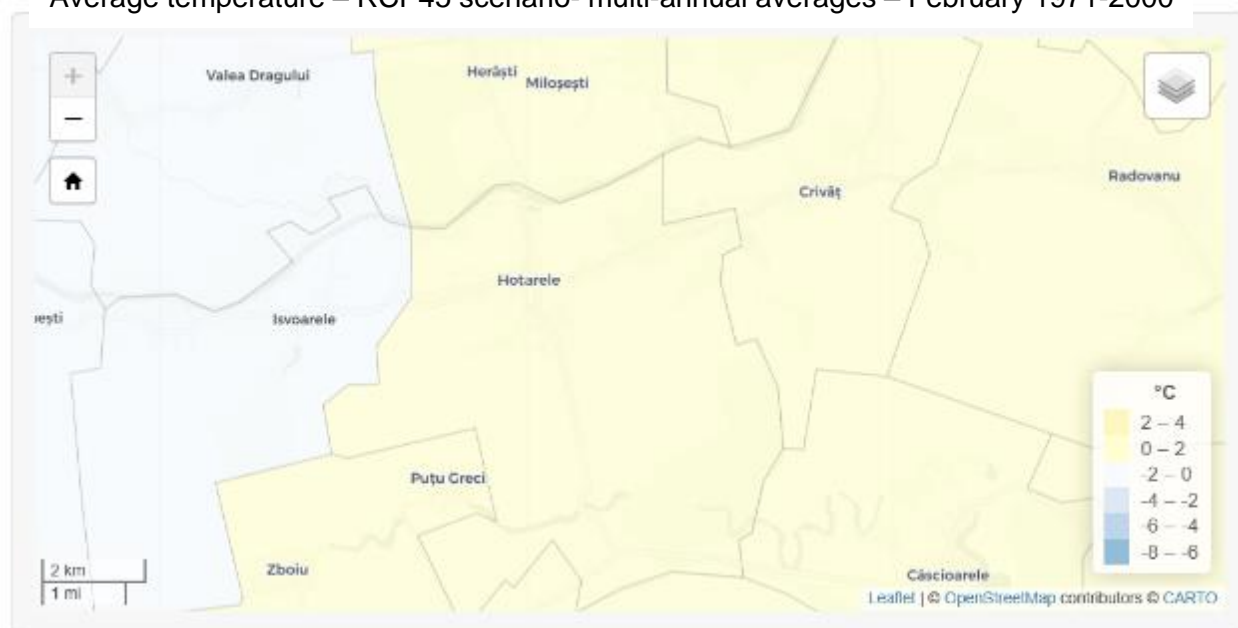 Average temperature – RCP45 scenario- multi-annual averages – February 1971-2000
+
−
Valea Dragului
Herăști
Miloșești
Radovanu
Crivăț
Hotarele
ești
Isvoarele
°C
2 – 4
0 – 2
-2 – 0
-4 – -2
-6 – -4
-8 – -6
Puțu Greci
Zboiu
Căscioarele
2 km
1 mi
Leaflet | © OpenStreetMap contributors © CARTO